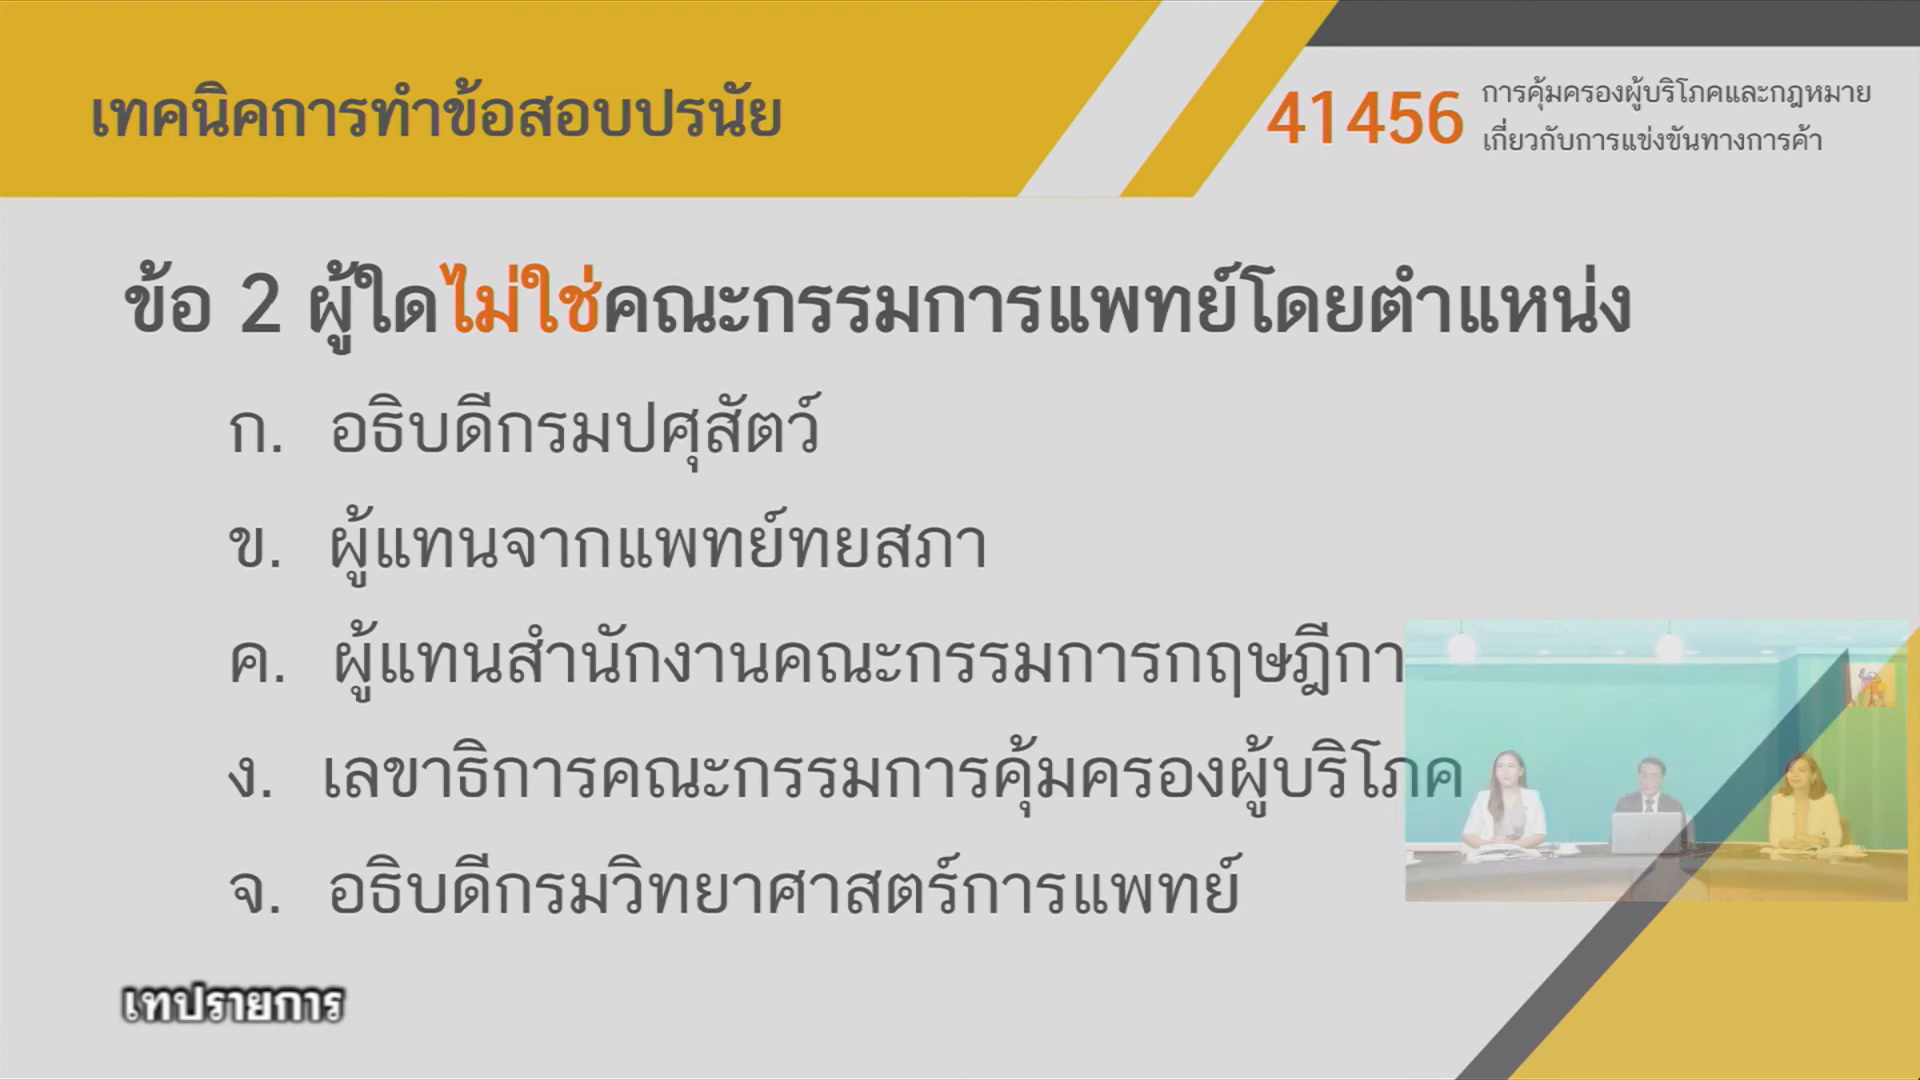 เทคนิคการทำข้อสอบปรนัย
41456
การคุ้มครองผู้บริโภคและกฎหมาย
เกี่ยวกับการแข่งขันทางการค้า
ข้อ 2 ผู้ใดไม่ใช่คณะกรรมการแพทย์โดยตำแหน่ง
ก. อธิบดีกรมปศุสัตว์
ข. ผู้แทนจากแพทย์ทยสภา
ค. ผู้แทนสำนักงานคณะกรรมการกฤษฎีกา
ง. เลขาธิการคณะกรรมการคุ้มครองผู้บริโภค
จ. อธิบดีกรมวิทยาศาสตร์การแพทย์
เทปรายการ